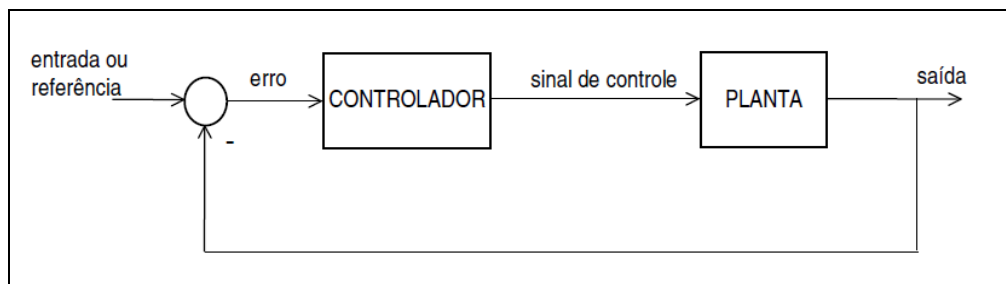 entrada ou
referência
erro
CONTROLADOR
sinal de controle
PLANTA
saída
-